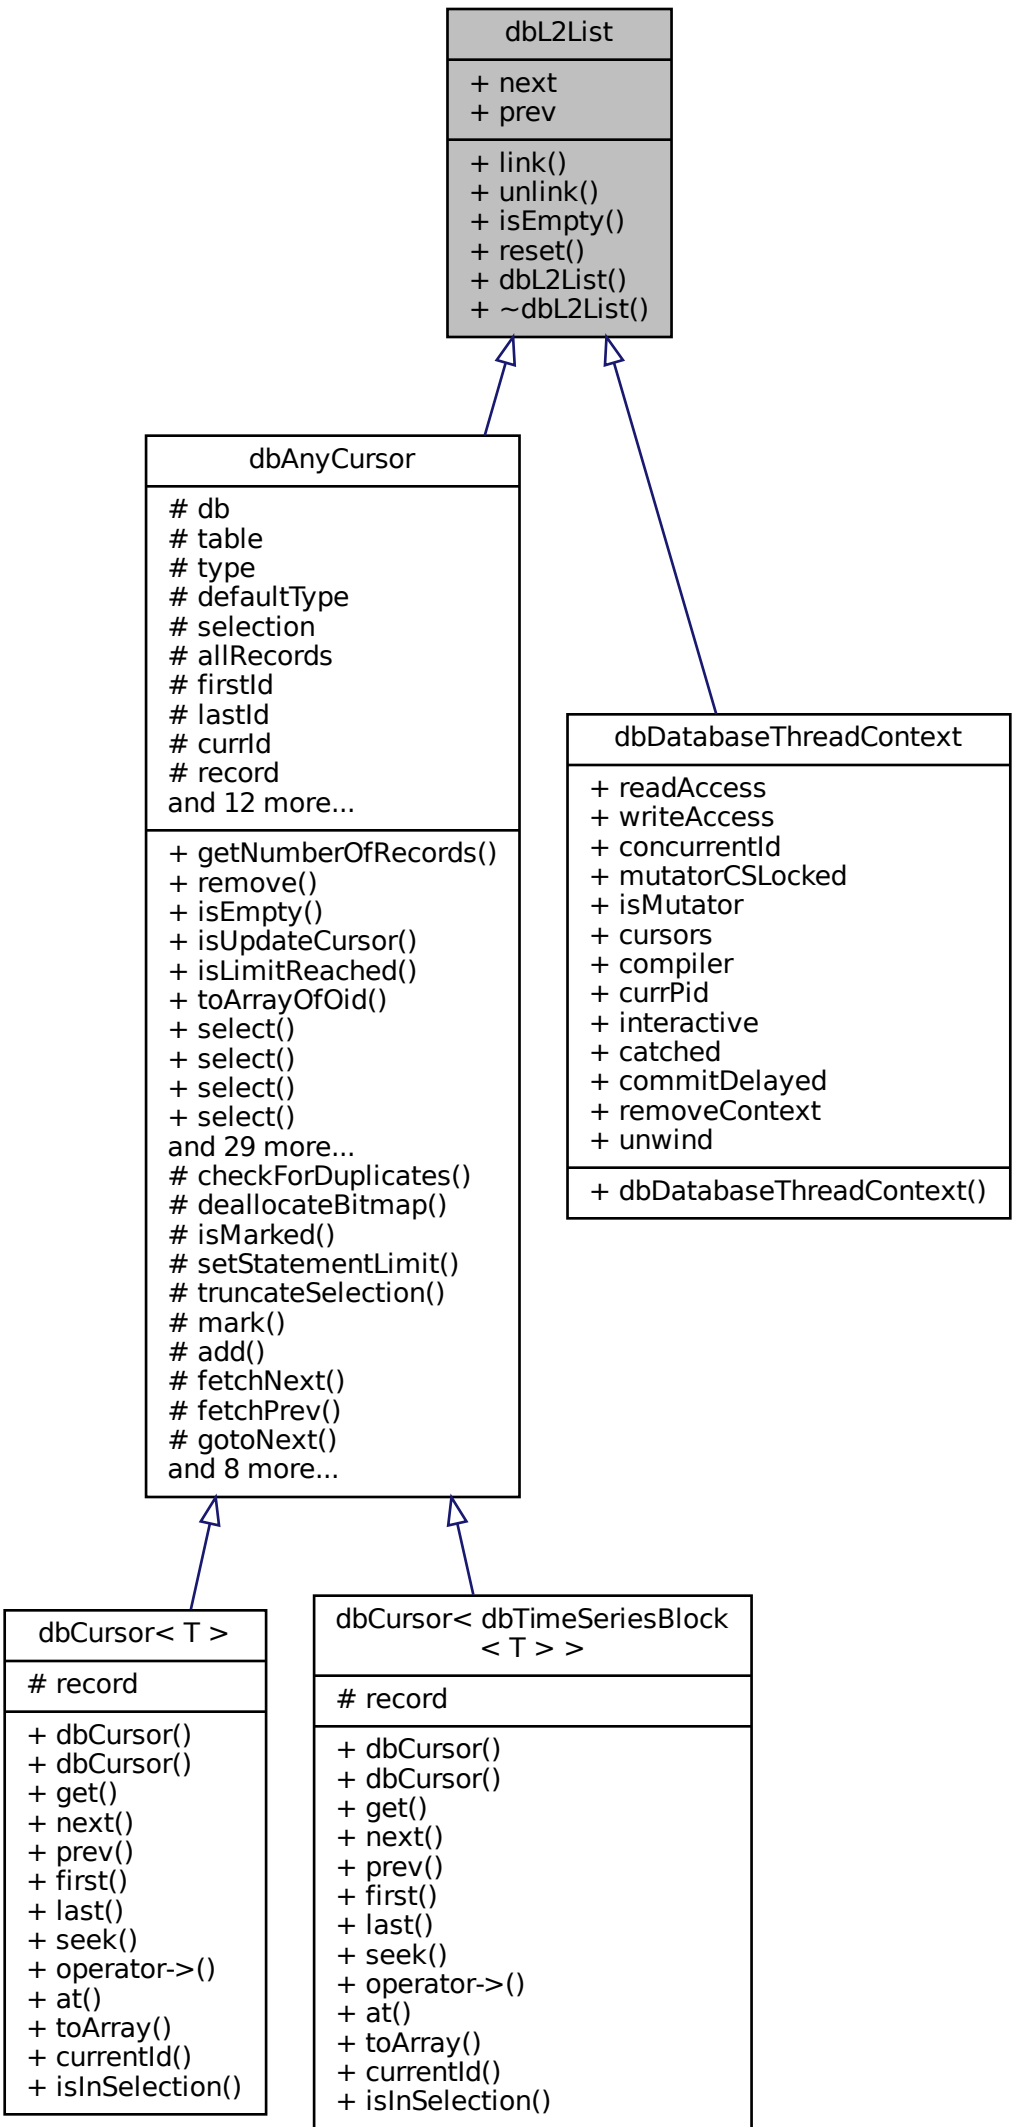 dbL2List
+ next
+ prev
+ link()
+ unlink()
+ isEmpty()
+ reset()
+ dbL2List()
+ ~dbL2List()
dbAnyCursor
# db
# table
# type
# defaultType
# selection
# allRecords
# firstId
# lastId
# currId
# record
and 12 more...
+ getNumberOfRecords()
+ remove()
+ isEmpty()
+ isUpdateCursor()
+ isLimitReached()
+ toArrayOfOid()
+ select()
+ select()
+ select()
+ select()
and 29 more...
# checkForDuplicates()
# deallocateBitmap()
# isMarked()
# setStatementLimit()
# truncateSelection()
# mark()
# add()
# fetchNext()
# fetchPrev()
# gotoNext()
and 8 more...
dbDatabaseThreadContext
+ readAccess
+ writeAccess
+ concurrentId
+ mutatorCSLocked
+ isMutator
+ cursors
+ compiler
+ currPid
+ interactive
+ catched
+ commitDelayed
+ removeContext
+ unwind
+ dbDatabaseThreadContext()
dbCursor< T >
# record
+ dbCursor()
+ dbCursor()
+ get()
+ next()
+ prev()
+ first()
+ last()
+ seek()
+ operator->()
+ at()
+ toArray()
+ currentId()
+ isInSelection()
dbCursor< dbTimeSeriesBlock
< T > >
# record
+ dbCursor()
+ dbCursor()
+ get()
+ next()
+ prev()
+ first()
+ last()
+ seek()
+ operator->()
+ at()
+ toArray()
+ currentId()
+ isInSelection()